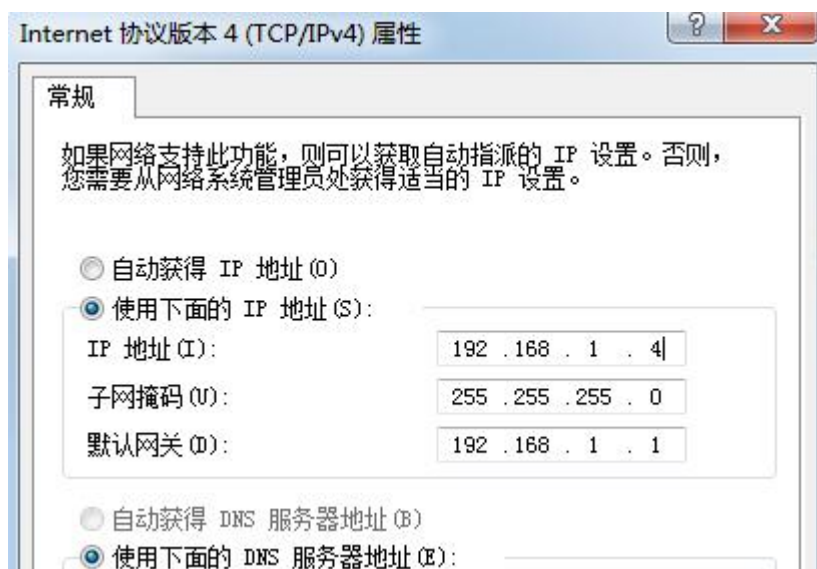 Internet 协议版本 4 (TCP/IPv4) 属性
常规
如果网络支持此功能，则可以获取自动指派的 IP 设置。否则，
您需要从网络系统管理员处获得适当的 IP 设置。
自动获得 IP 地址(O)
使用下面的 IP 地址(S):
IP 地址(I): 192 . 168 . 1 . 4
子网掩码(U): 255 . 255 . 255 . 0
默认网关(D): 192 . 168 . 1 . 1
自动获得 DNS 服务器地址(B)
使用下面的 DNS 服务器地址(E):